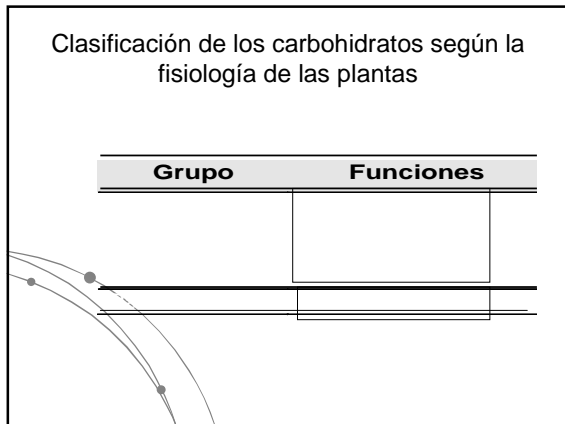 Clasificación de los carbohidratos según la
fisiología de las plantas
Grupo Funciones